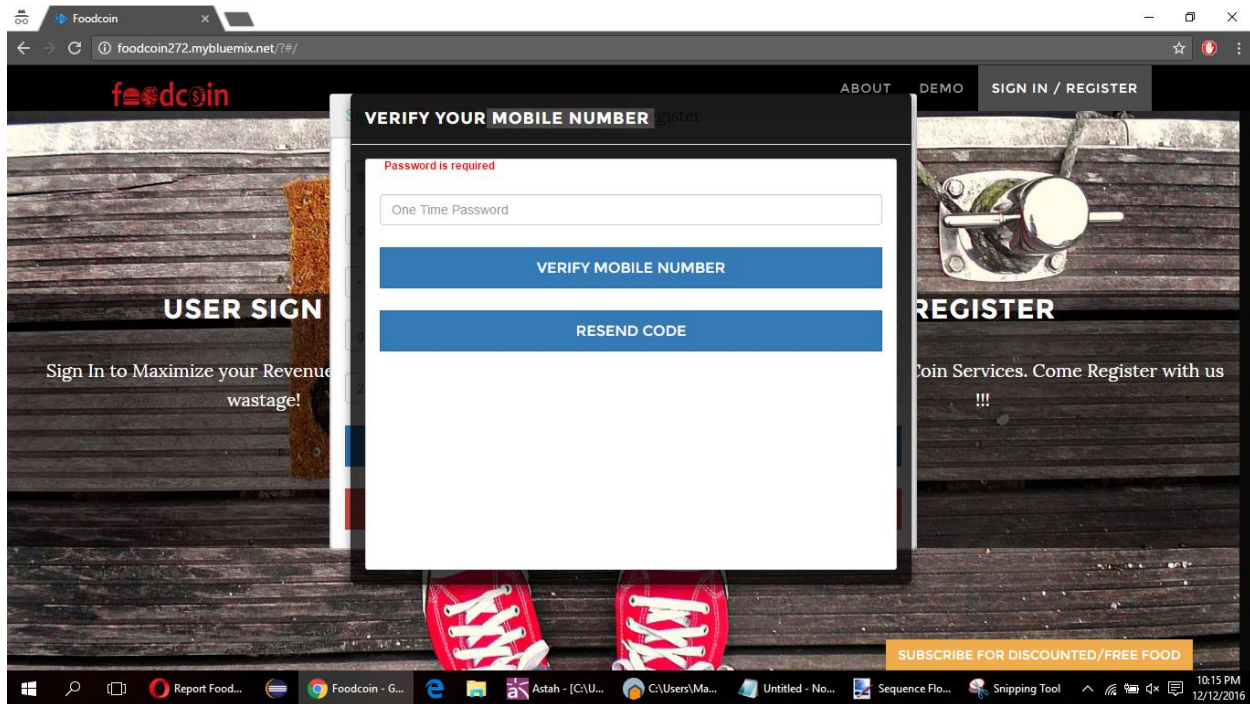 Foodcoin
foodcoin272.mybluemix.net/?#/
foodcoin
ABOUT DEMO SIGN IN / REGISTER
VERIFY YOUR MOBILE NUMBER
Password is required
One Time Password
VERIFY MOBILE NUMBER
RESEND CODE
USER SIGN
REGISTER
Sign In to Maximize your Revenue
wastage!
Coin Services. Come Register with us
!!!
SUBSCRIBE FOR DISCOUNTED/FREE FOOD
Report Food... Foodcoin - G... Astah - [C:\U... C:\Users\Ma... Untitled - No... Sequence Flo... Snipping Tool 10:15 PM
12/12/2016